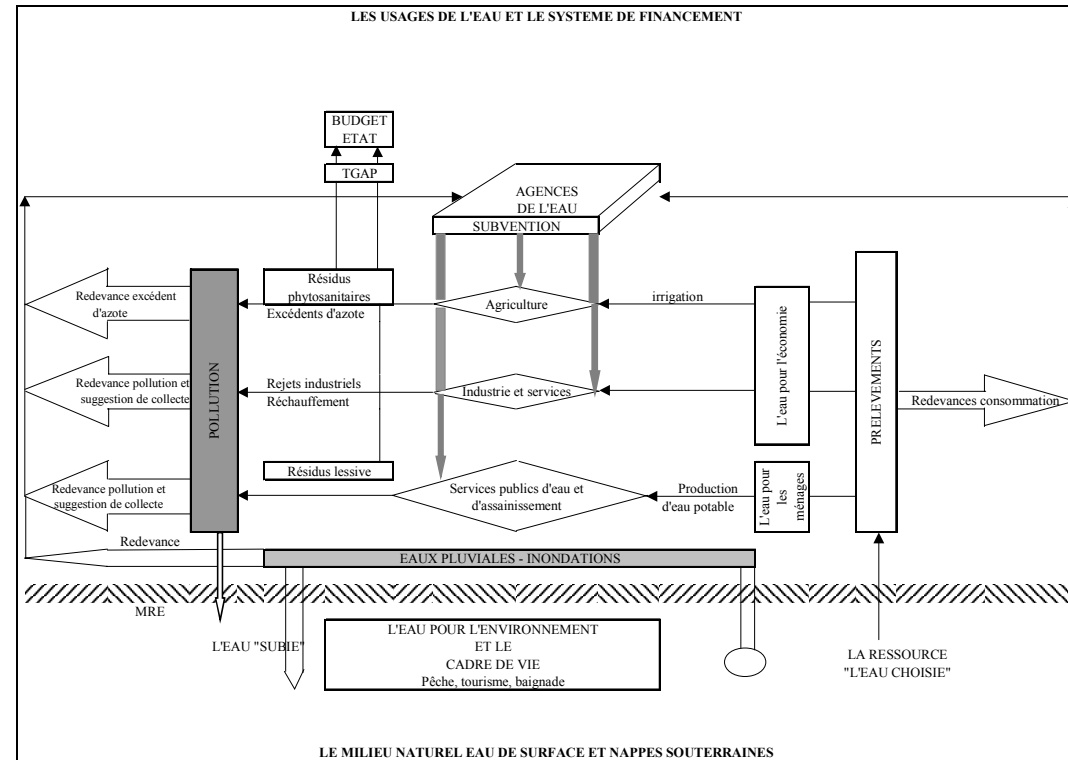 LES USAGES DE L'EAU ET LE SYSTEME DE FINANCEMENT
BUDGET
ETAT
TGAP
AGENCES
DE L'EAU
SUBVENTION
Résidus
phytosanitaires
Excédents d'azote
Redevance excédent
d'azote
Agriculture
irrigation
L'eau pour l'économie
PRELEVEMENTS
POLLUTION
Redevance pollution et
suggestion de collecte
Rejets industriels
Réchauffement
Industrie et services
Redevances consommation
Résidus lessive
Redevance pollution et
suggestion de collecte
Services publics d'eau et
d'assainissement
Production
d'eau potable
L'eau pour
les
ménages
Redevance
EAUX PLUVIALES - INONDATIONS
MRE
L'EAU "SUBIE"
L'EAU POUR L'ENVIRONNEMENT
ET LE
CADRE DE VIE
Pêche, tourisme, baignade
LA RESSOURCE
"L'EAU CHOISIE"
LE MILIEU NATUREL EAU DE SURFACE ET NAPPES SOUTERRAINES